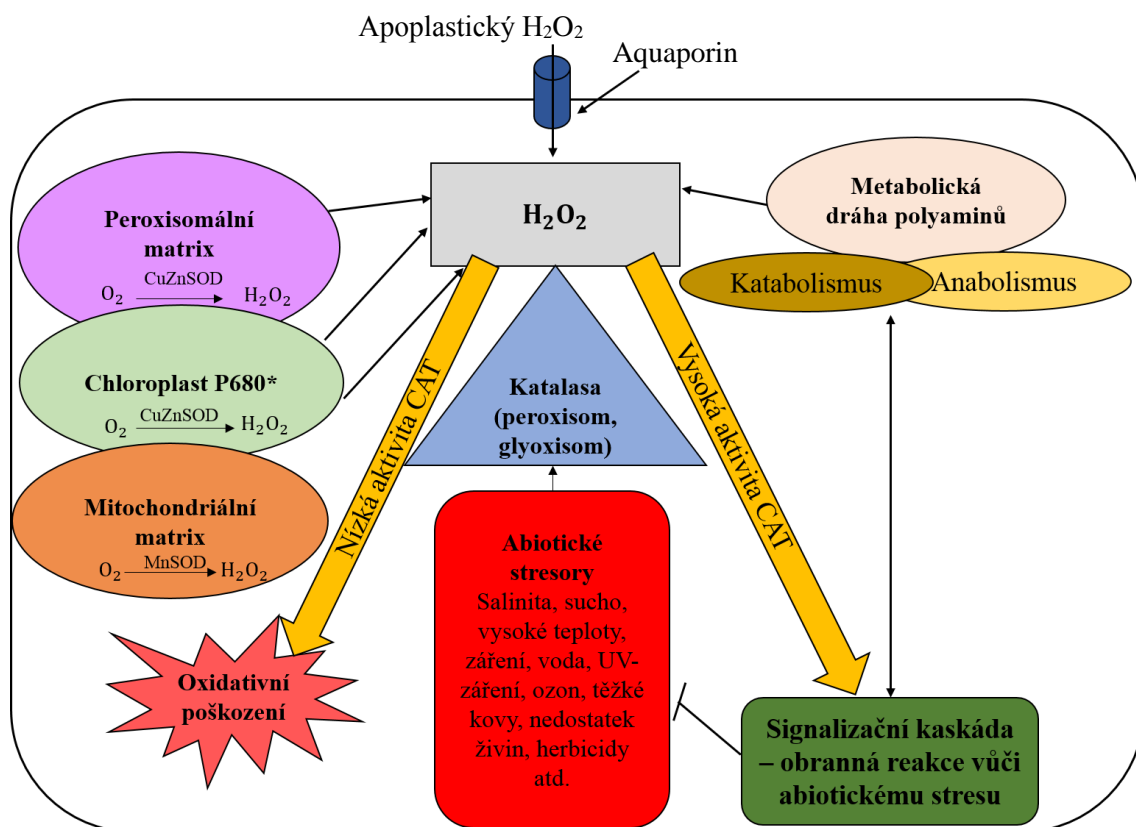 Apoplastický H₂O₂
Aquaporin
H₂O₂
Peroxisomální
matrix
CuZnSOD
O₂ H₂O₂
Chloroplast P680*
CuZnSOD
O₂ H₂O₂
Mitochondriální
matrix
MnSOD
O₂ H₂O₂
Metabolická
dráha polyaminů
Katabolismus
Anabolismus
Nízká aktivita CAT
Katalasa
(peroxisom,
glyoxisom)
Vysoká aktivita CAT
Oxidativní
poškození
Abiotické
stresory
Salinita, sucho,
vysoké teploty,
záření, voda, UV-
záření, ozon, těžké
kovy, nedostatek
živin, herbicidy
atd.
Signalizační kaskáda
– obranná reakce vůči
abiotickému stresu